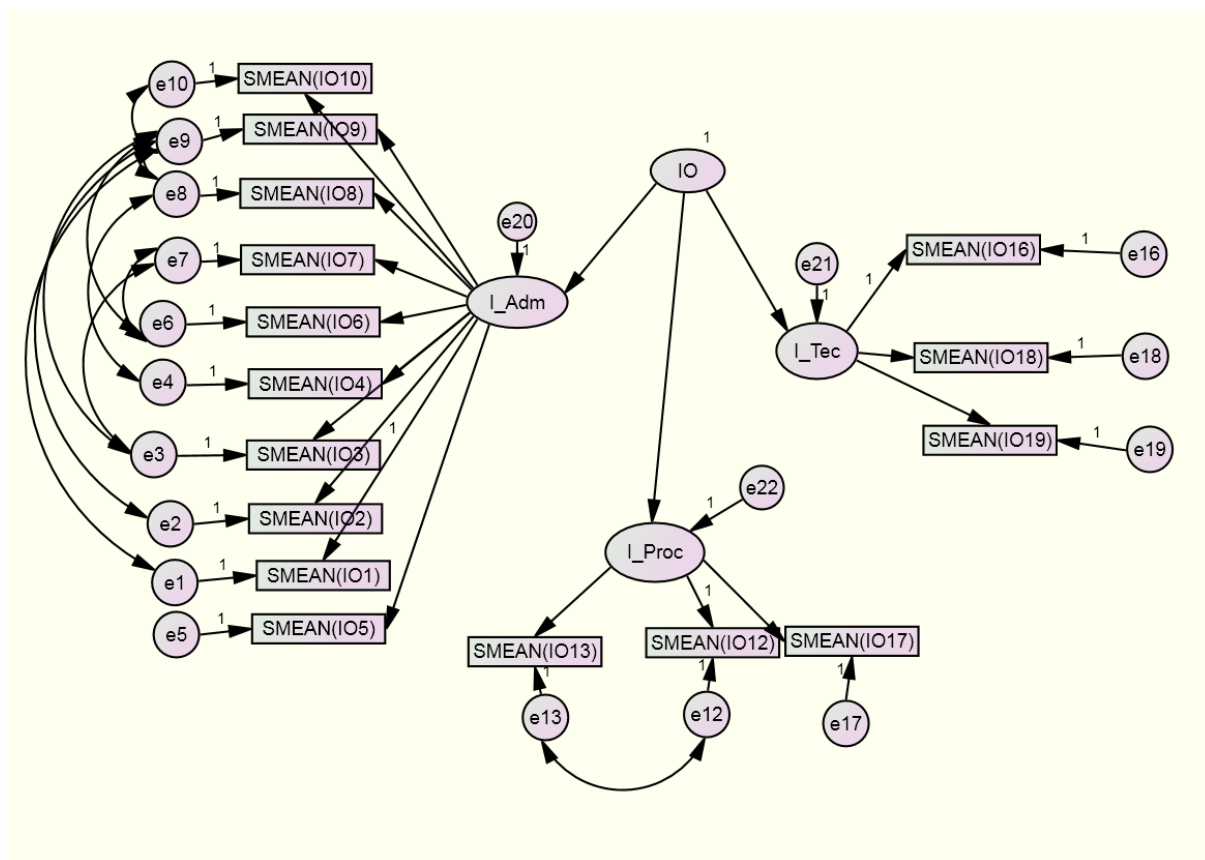 e10 1 SMEAN(IO10)
e9 1 SMEAN(IO9)
e8 1 SMEAN(IO8)
e7 1 SMEAN(IO7)
e6 1 SMEAN(IO6)
e4 1 SMEAN(IO4)
e3 1 SMEAN(IO3)
e2 1 SMEAN(IO2)
e1 1 SMEAN(IO1)
e5 1 SMEAN(IO5)
1
e20
1
I_Adm
1
IO
e21
1
I_Tec
1
SMEAN(IO16) 1 e16
SMEAN(IO18) 1 e18
SMEAN(IO19) 1 e19
e22
1
I_Proc
1
SMEAN(IO13) SMEAN(IO12) SMEAN(IO17)
1 1 1
e13 e12 e17